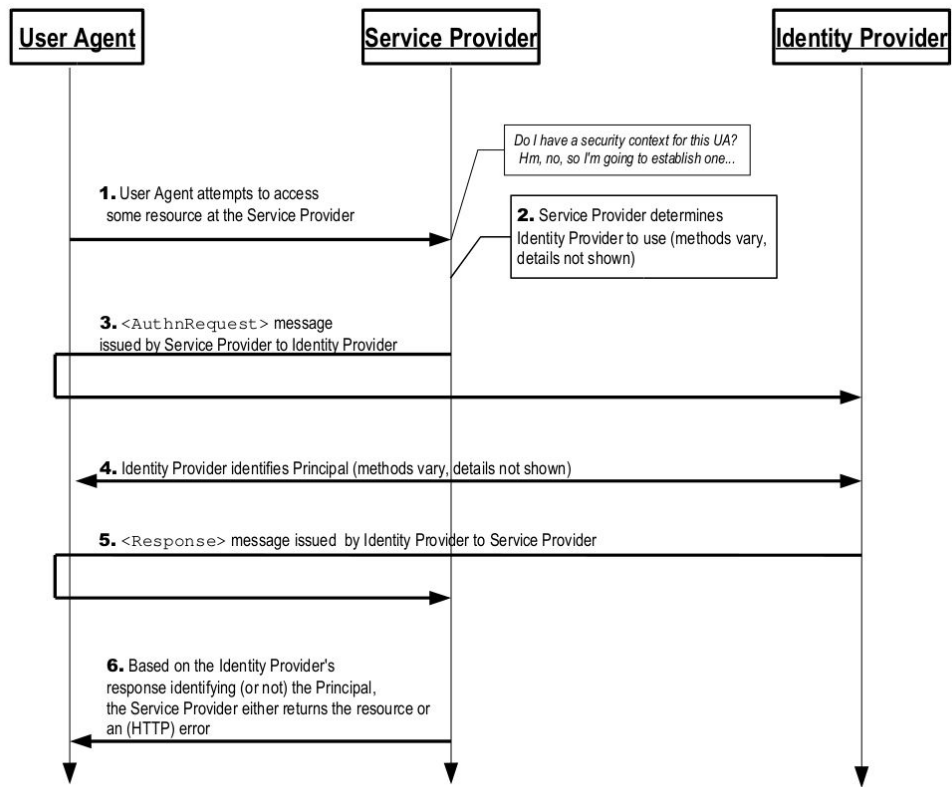 User Agent
Service Provider
Identity Provider
Do I have a security context for this UA?
Hm, no, so I'm going to establish one...
1. User Agent attempts to access
some resource at the Service Provider
2. Service Provider determines
Identity Provider to use (methods vary,
details not shown)
3. <AuthnRequest> message
issued by Service Provider to Identity Provider
4. Identity Provider identifies Principal (methods vary, details not shown)
5. <Response> message issued by Identity Provider to Service Provider
6. Based on the Identity Provider's
response identifying (or not) the Principal,
the Service Provider either returns the resource or
an (HTTP) error